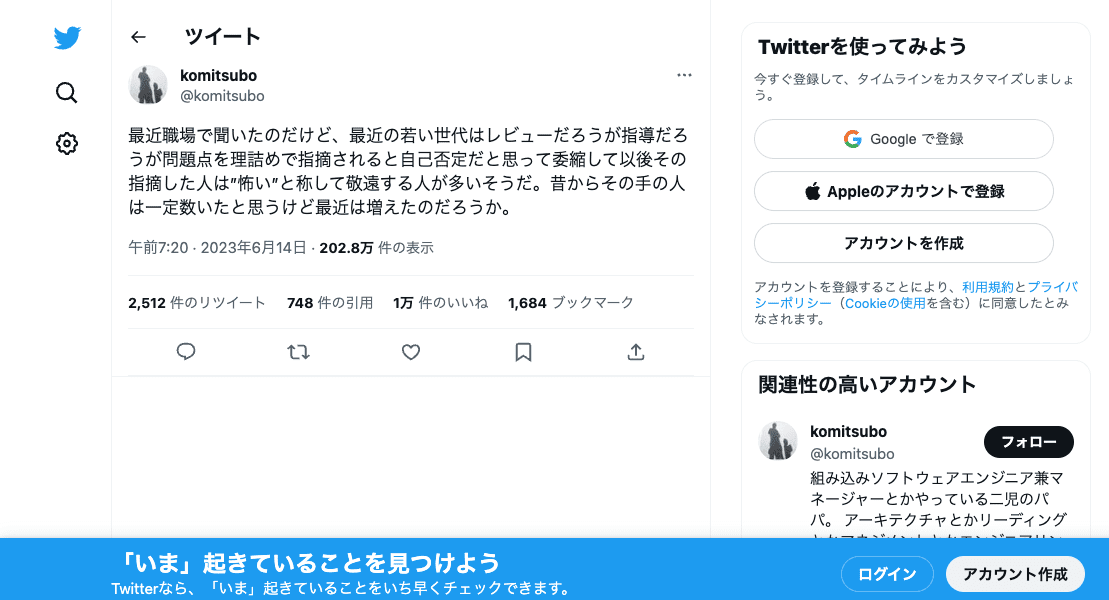 ツイート
komitsubo
@komitsubo
最近職場で聞いたのだけど、最近の若い世代はレビューだろうが指導だろ
うが問題点を理詰めで指摘されると自己否定だと思って委縮して以後その
指摘した人は”怖い”と称して敬遠する人が多いそうだ。昔からその手の人
は一定数いたと思うけど最近は増えたのだろうか。
午前7:20 · 2023年6月14日 · 202.8万 件の表示
2,512 件のリツイート 748 件の引用 1万 件のいいね 1,684 ブックマーク
Twitterを使ってみよう
今すぐ登録して、タイムラインをカスタマイズしましょ
う。
Google で登録
Appleのアカウントで登録
アカウントを作成
アカウントを登録することにより、利用規約とプライバ
シーポリシー（Cookieの使用を含む）に同意したとみ
なされます。
関連性の高いアカウント
komitsubo
@komitsubo
フォロー
組み込みソフトウェアエンジニア兼マ
ネージャーとかやっている二児のパ
パ。 アーキテクチャとかリーディング
「いま」起きていることを見つけよう
Twitterなら、「いま」起きていることをいち早くチェックできます。
ログイン
アカウント作成